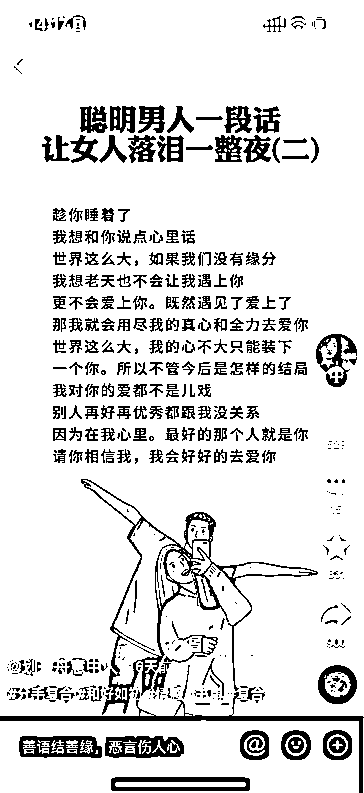 聪明男人一段话
让女人落泪一整夜(二)
趁你睡着了
我想和你说点心里话
世界这么大，如果我们没有缘分
我想老天也不会让我遇上你
更不会爱上你。既然遇见了爱上了
那我就会用尽我的真心和全力去爱你
世界这么大，我的心不大只能装下
一个你。所以不管今后是怎样的结局
我对你的爱都不是儿戏
别人再好再优秀都跟我没关系
因为在我心里。最好的那个人就是你
请你相信我，我会好好的去爱你
#分手复合#和好如初
善语结善缘，恶言伤人心